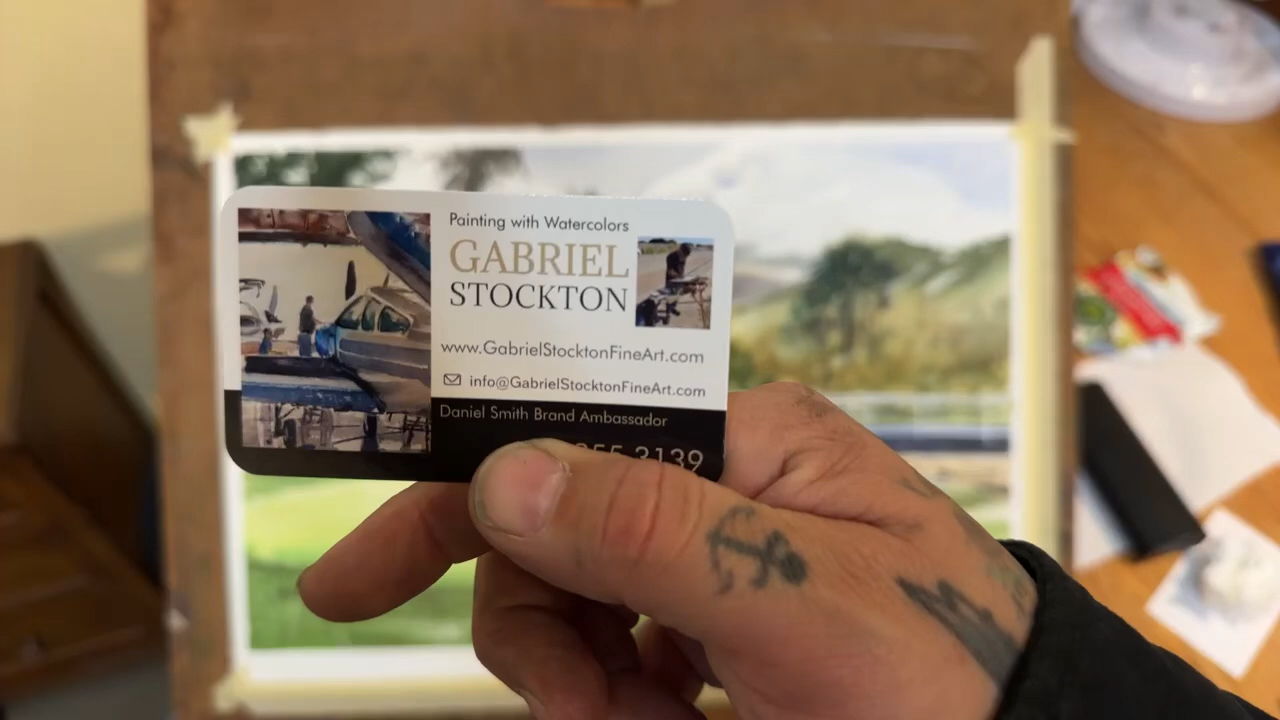 Painting with Watercolors
GABRIEL
STOCKTON
www.GabrielStocktonFineArt.com
info@GabrielStocktonFineArt.com
Daniel Smith Brand Ambassador
3139